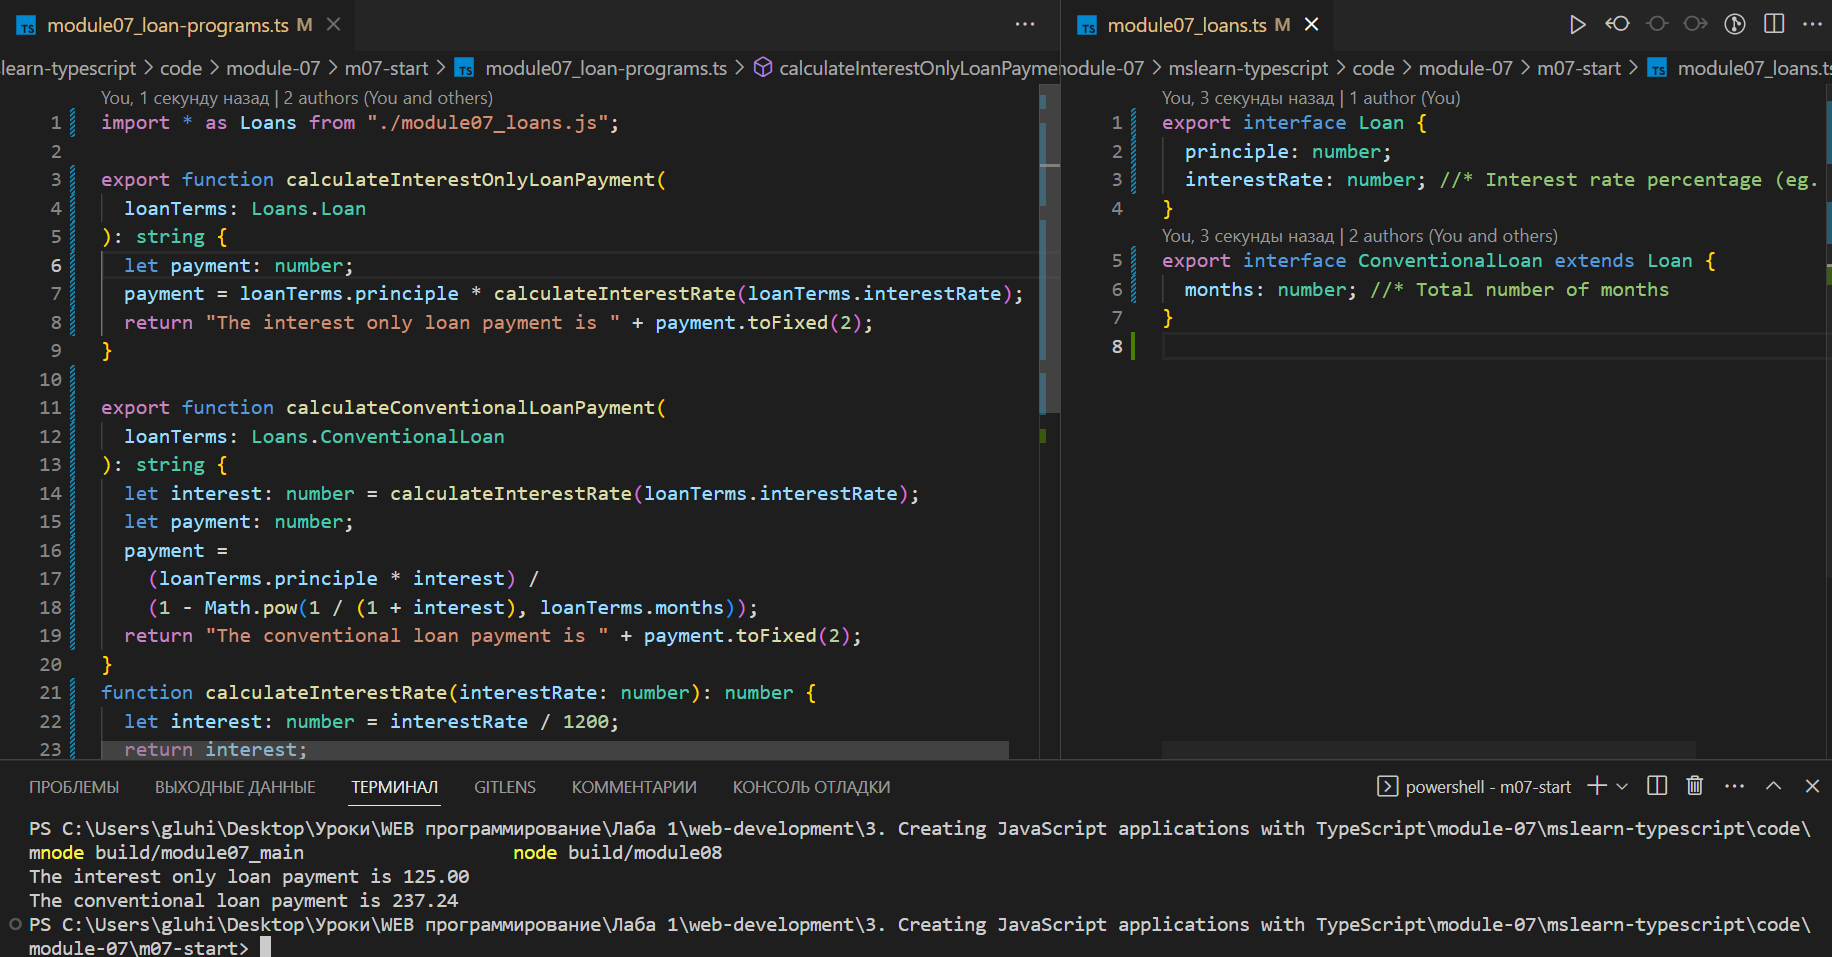 module07_loan-programs.ts M
slearn-typescript > code > module-07 > m07-start > module07_loan-programs.ts > calculateInterestOnlyLoanPayme
You, 1 секунду назад | 2 authors (You and others)
1 import * as Loans from "./module07_loans.js";
2
3 export function calculateInterestOnlyLoanPayment(
4 loanTerms: Loans.Loan
5 ): string {
6 let payment: number;
7 payment = loanTerms.principle * calculateInterestRate(loanTerms.interestRate);
8 return "The interest only loan payment is " + payment.toFixed(2);
9 }
10
11 export function calculateConventionalLoanPayment(
12 loanTerms: Loans.ConventionalLoan
13 ): string {
14 let interest: number = calculateInterestRate(loanTerms.interestRate);
15 let payment: number;
16 payment =
17 (loanTerms.principle * interest) /
18 (1 - Math.pow(1 / (1 + interest), loanTerms.months));
19 return "The conventional loan payment is " + payment.toFixed(2);
20 }
21 function calculateInterestRate(interestRate: number): number {
22 let interest: number = interestRate / 1200;
23 return interest;
module07_loans.ts M
nodule-07 > mslearn-typescript > code > module-07 > m07-start > module07_loans.ts
You, 3 секунды назад | 1 author (You)
1 export interface Loan {
2 principle: number;
3 interestRate: number; //* Interest rate percentage (eg.
4 }
You, 3 секунды назад | 2 authors (You and others)
5 export interface ConventionalLoan extends Loan {
6 months: number; //* Total number of months
7 }
8
ПРОБЛЕМЫ ВЫХОДНЫЕ ДАННЫЕ ТЕРМИНАЛ GITLENS КОММЕНТАРИИ КОНСОЛЬ ОТЛАДКИ powershell - m07-start
PS C:\Users\gluhi\Desktop\Уроки\WEB программирование\Лаба 1\web-development\3. Creating JavaScript applications with TypeScript\module-07\mslearn-typescript\code\
mnode build/module07_main node build/module08
The interest only loan payment is 125.00
The conventional loan payment is 237.24
PS C:\Users\gluhi\Desktop\Уроки\WEB программирование\Лаба 1\web-development\3. Creating JavaScript applications with TypeScript\module-07\mslearn-typescript\code\
module-07\m07-start>